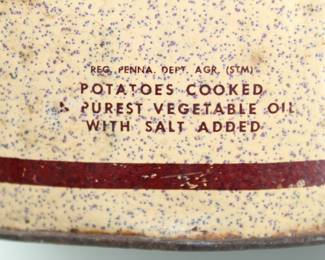 REG. PENNA. DEPT. AGR. (STM)
POTATOES COOKED
PUREST VEGETABLE OIL
WITH SALT ADDED